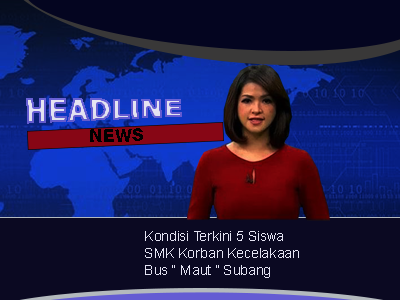 HEADLINE
NEWS
Kondisi Terkini 5 Siswa
SMK Korban Kecelakaan
Bus " Maut " Subang